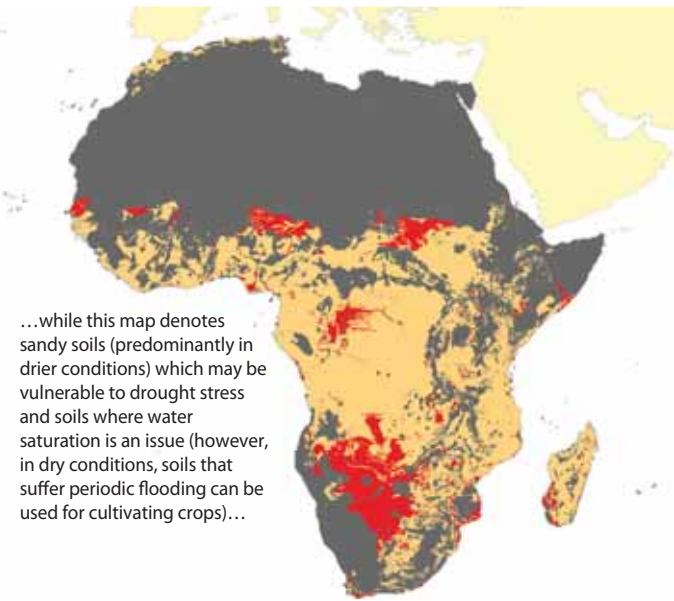 …while this map denotes
sandy soils (predominantly in
drier conditions) which may be
vulnerable to drought stress
and soils where water
saturation is an issue (however,
in dry conditions, soils that
suffer periodic flooding can be
used for cultivating crops)…